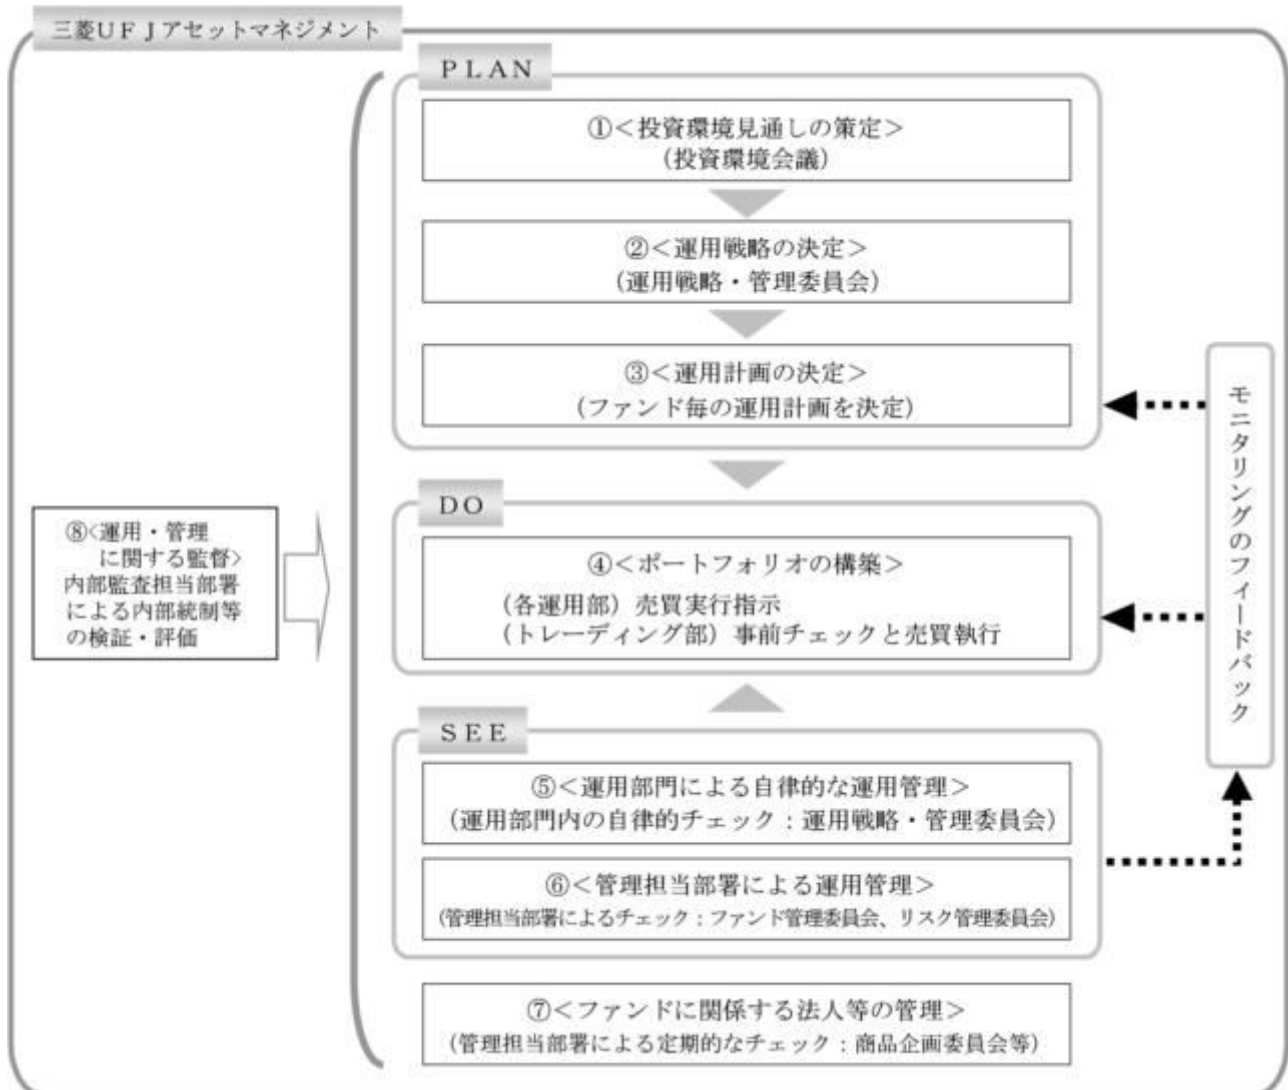 三菱ＵＦＪアセットマネジメント
ＰＬＡＮ
①＜投資環境見通しの策定＞
（投資環境会議）
②＜運用戦略の決定＞
（運用戦略・管理委員会）
③＜運用計画の決定＞
（ファンド毎の運用計画を決定）
ＤＯ
④＜ポートフォリオの構築＞
（各運用部）売買実行指示
（トレーディング部）事前チェックと売買執行
ＳＥＥ
⑤＜運用部門による自律的な運用管理＞
（運用部門内の自律的チェック：運用戦略・管理委員会）
⑥＜管理担当部署による運用管理＞
（管理担当部署によるチェック：ファンド管理委員会、リスク管理委員会）
⑦＜ファンドに関係する法人等の管理＞
（管理担当部署による定期的なチェック：商品企画委員会等）
⑧<運用・管理
に関する監督>
内部監査担当部署
による内部統制等
の検証・評価
モニタリングのフィードバック